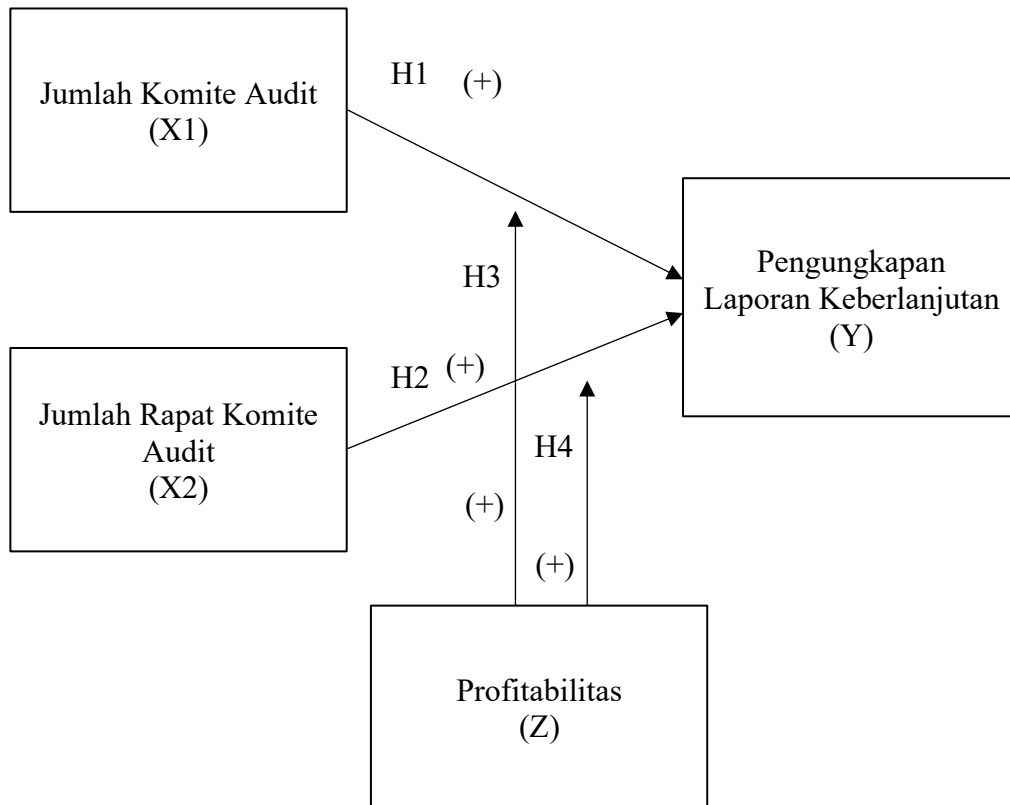 H1 (+)
Jumlah Komite Audit
(X1)
Pengungkapan
Laporan Keberlanjutan
(Y)
H3
H2 (+)
Jumlah Rapat Komite
Audit
(X2)
H4
(+)
(+)
Profitabilitas
(Z)